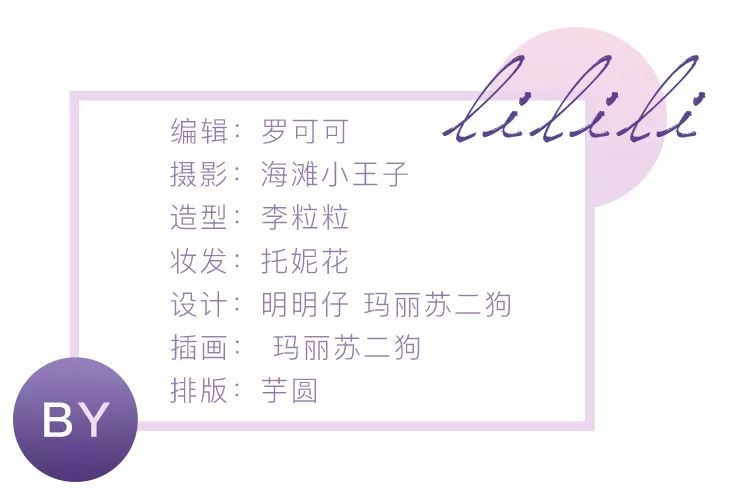 lilili
编辑：罗可可
摄影：海滩小王子
造型：李粒粒
妆发：托妮花
设计：明明仔 玛丽苏二狗
插画： 玛丽苏二狗
排版：芋圆
BY